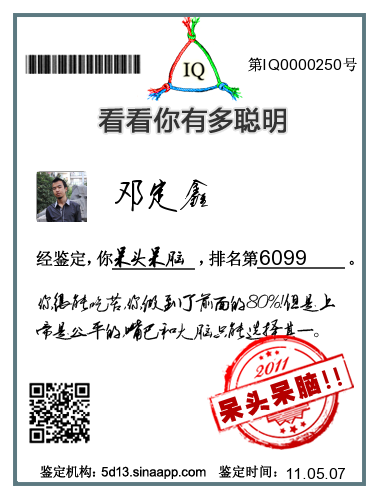 第IQ0000250号
IQ
看看你有多聪明
邓定鑫
经鉴定，你呆头呆脑，排名第6099。
你很能吃苦，你做到了前面的80%！但是上
帝是公平的，嘴巴和大脑只能选择其一。
2011
呆头呆脑！！
鉴定机构：5d13.sinaapp.com 鉴定时间：11.05.07